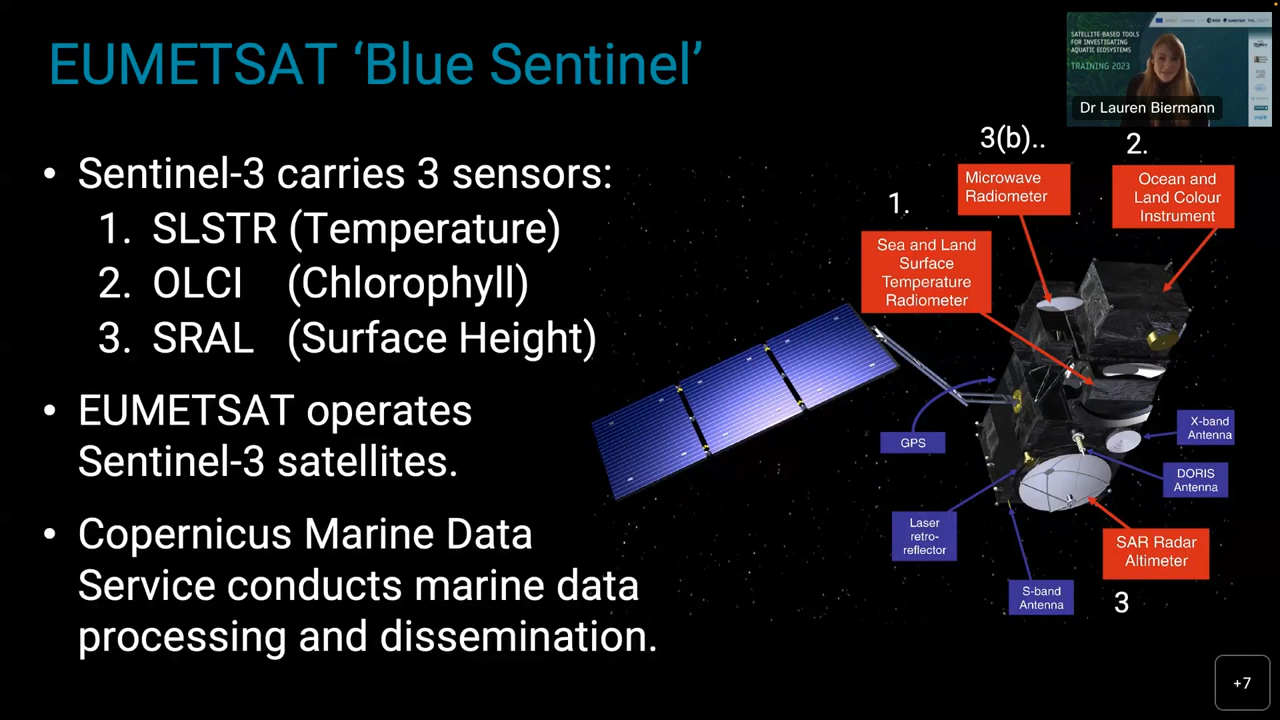 EUMETSAT ‘Blue Sentinel’
SATELLITE-BASED TOOLS
FOR INVESTIGATING
AQUATIC ECOSYSTEMS
TRAINING 2023
Dr Lauren Biermann
• Sentinel-3 carries 3 sensors:
1. SLSTR (Temperature)
2. OLCI (Chlorophyll)
3. SRAL (Surface Height)
• EUMETSAT operates
Sentinel-3 satellites.
• Copernicus Marine Data
Service conducts marine data
processing and dissemination.
3(b)..
Microwave
Radiometer
2.
Ocean and
Land Colour
Instrument
1.
Sea and Land
Surface
Temperature
Radiometer
GPS
X-band
Antenna
DORIS
Antenna
Laser
retro-
reflector
SAR Radar
Altimeter
S-band
Antenna
3
+7